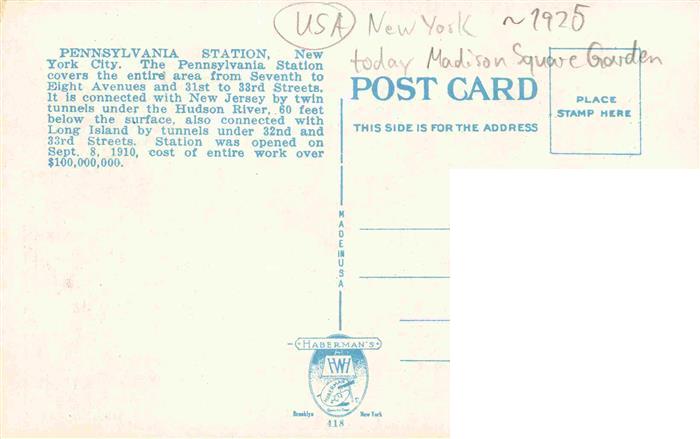 USA New York ~1925
today Madison Square Garden
PENNSYLVANIA STATION, New
York City. The Pennsylvania Station
covers the entire area from Seventh to
Eight Avenues and 31st to 33rd Streets.
It is connected with New Jersey by twin
tunnels under the Hudson River, 60 feet
below the surface, also connected with
Long Island by tunnels under 32nd and
33rd Streets. Station was opened on
Sept. 8, 1910, cost of entire work over
$100,000,000.
POST CARD
THIS SIDE IS FOR THE ADDRESS
PLACE
STAMP HERE
MADE IN USA
HABERMAN'S
Brooklyn New York
418